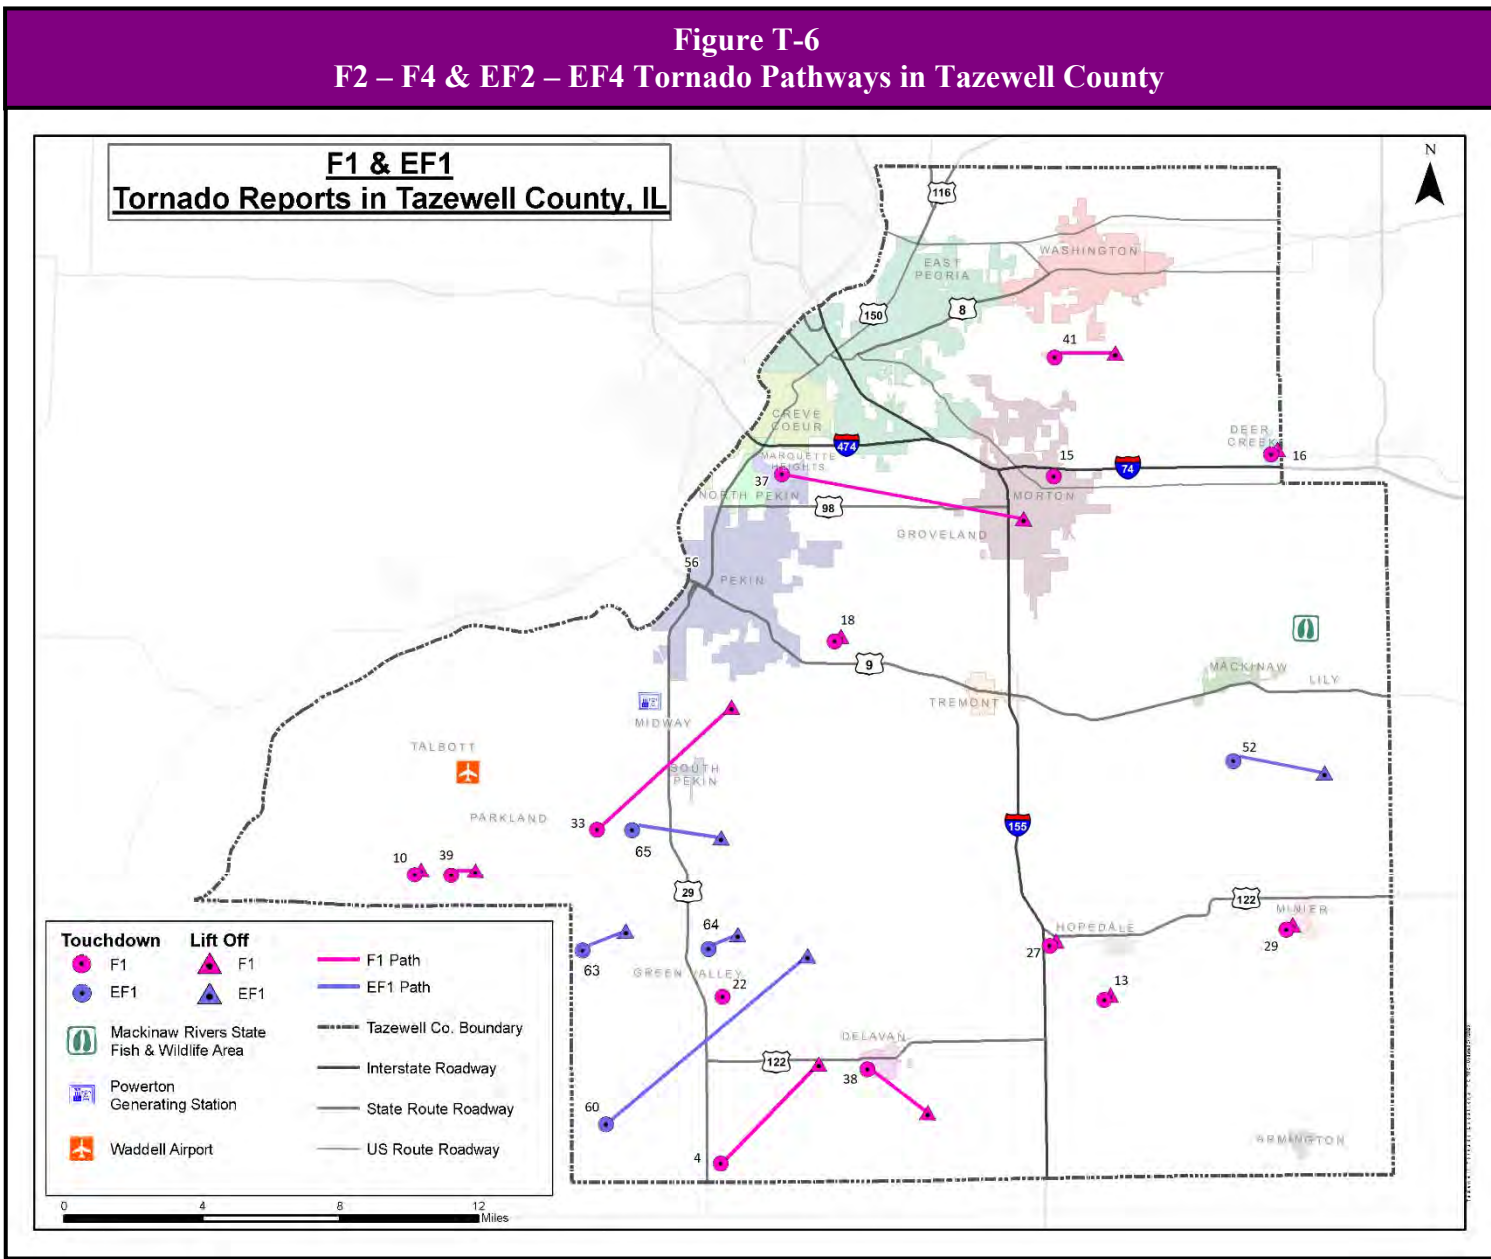 Figure T-6
F2 – F4 & EF2 – EF4 Tornado Pathways in Tazewell County
F1 & EF1
Tornado Reports in Tazewell County, IL
N
116
WASHINGTON
EAST
PEORIA
150
8
41
CREVE
COEUR
474
DEER
CREEK
16
15
74
MARQUETTE
HEIGHTS
37
NORTH PEKIN
MORTON
98
GROVELAND
56
PEKIN
18
9
MACKINAW
LILY
TREMONT
MIDWAY
TALBOTT
52
SOUTH
PEKIN
PARKLAND
33
65
155
10
39
29
122
MINIER
64
HOPEDALE
27
29
63
GREEN VALLEY
22
13
DELAVAN
122
38
60
4
ARMINGTON
Touchdown
Lift Off
F1
F1
F1 Path
EF1
EF1
EF1 Path
Mackinaw Rivers State
Fish & Wildlife Area
Tazewell Co. Boundary
Interstate Roadway
Powerton
Generating Station
State Route Roadway
Waddell Airport
US Route Roadway
0 4 8 12
Miles